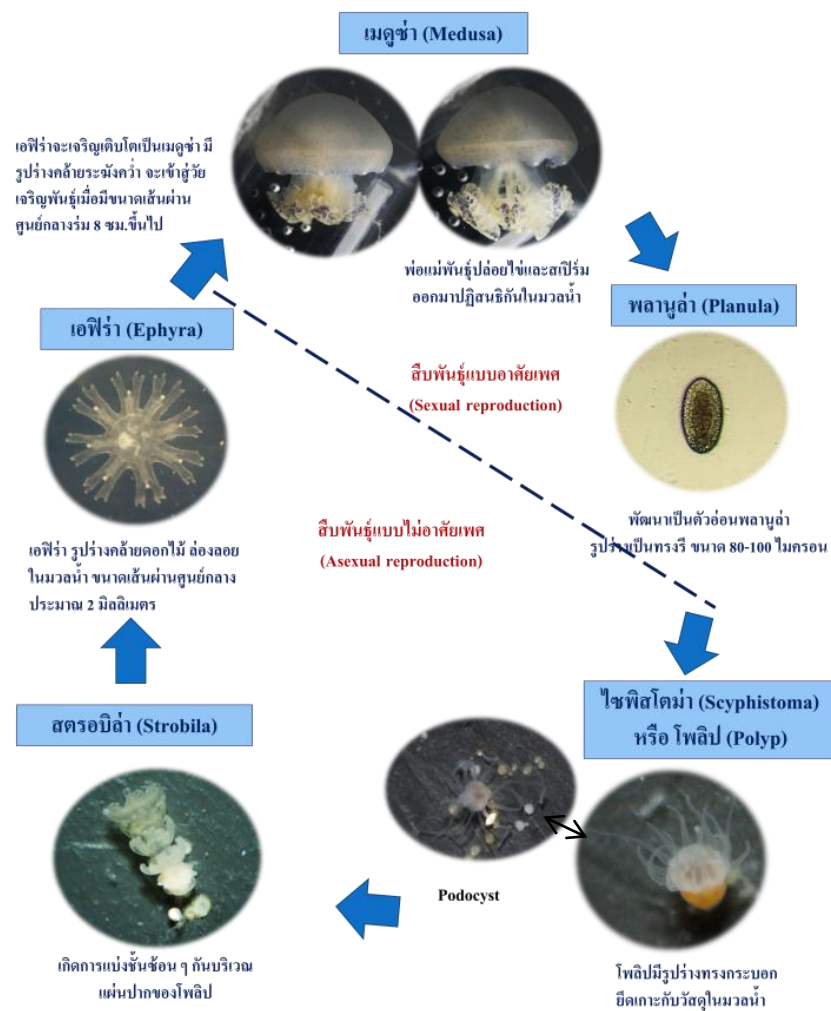 เมดูซ่า (Medusa)
เอฟิร่าจะเจริญเติบโตเป็นเมดูซ่า มี
รูปร่างคล้ายระฆังคว่ำ จะเข้าสู่วัย
เจริญพันธุ์เมื่อมีขนาดเส้นผ่าน
ศูนย์กลางร่ม 8 ซม.ขึ้นไป
พ่อแม่พันธุ์ปล่อยไข่และสเปิร์ม
ออกมาปฏิสนธิกันในมวลน้ำ
พลานูล่า (Planula)
เอฟิร่า (Ephyra)
สืบพันธุ์แบบอาศัยเพศ
(Sexual reproduction)
พัฒนาเป็นตัวอ่อนพลานูล่า
รูปร่างเป็นทรงรี ขนาด 80-100 ไมครอน
สืบพันธุ์แบบไม่อาศัยเพศ
(Asexual reproduction)
เอฟิร่า รูปร่างคล้ายดอกไม้ ล่องลอย
ในมวลน้ำ ขนาดเส้นผ่านศูนย์กลาง
ประมาณ 2 มิลลิเมตร
ไซพิสโตม่า (Scyphistoma)
หรือ โพลิป (Polyp)
สตรอบิล่า (Strobila)
Podocyst
เกิดการแบ่งชั้นซ้อน ๆ กันบริเวณ
แผ่นปากของโพลิป
โพลิปมีรูปร่างทรงกระบอก
ยึดเกาะกับวัสดุในมวลน้ำ